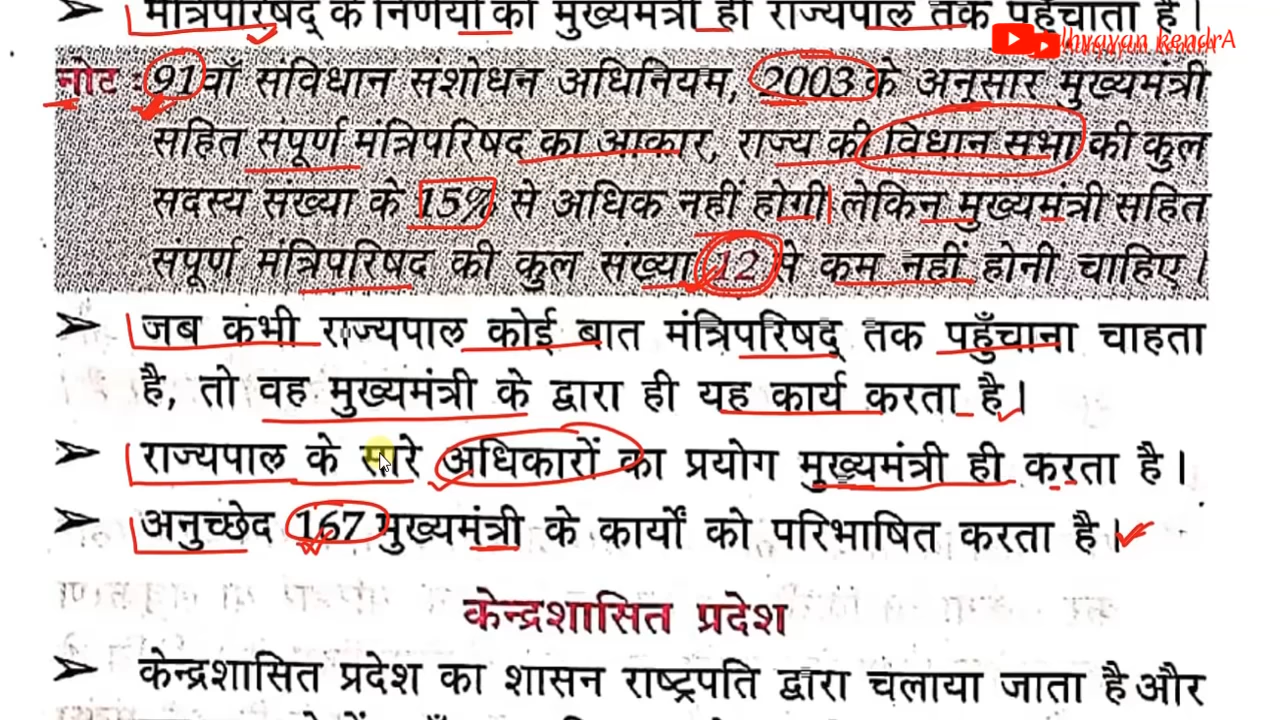 मंत्रिपरिषद् के निर्णयों को मुख्यमंत्री ही राज्यपाल तक पहुँचाता है।
AdhyayankendrA
नोट : 91वाँ संविधान संशोधन अधिनियम, 2003 के अनुसार मुख्यमंत्री
सहित संपूर्ण मंत्रिपरिषद का आकार, राज्य की विधान सभा की कुल
सदस्य संख्या के 15% से अधिक नहीं होगी। लेकिन मुख्यमंत्री सहित
संपूर्ण मंत्रिपरिषद की कुल संख्या 12 से कम नहीं होनी चाहिए।
➢ जब कभी राज्यपाल कोई बात मंत्रिपरिषद् तक पहुँचाना चाहता
है, तो वह मुख्यमंत्री के द्वारा ही यह कार्य करता है।
➢ राज्यपाल के सारे अधिकारों का प्रयोग मुख्यमंत्री ही करता है।
➢ अनुच्छेद 167 मुख्यमंत्री के कार्यों को परिभाषित करता है।
केन्द्रशासित प्रदेश
➢ केन्द्रशासित प्रदेश का शासन राष्ट्रपति द्वारा चलाया जाता है और